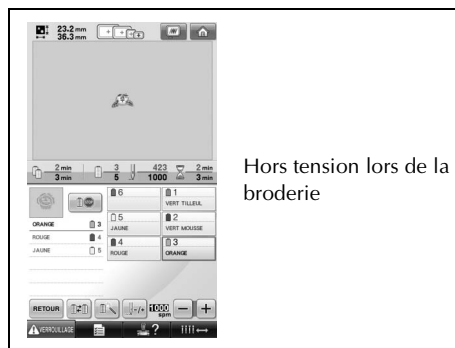 23.2 mm
36.3 mm
2 min
3 min
3
5
423
1000
2 min
3 min
6
1
VERT TILLEUL
ORANGE 3
5
JAUNE
2
VERT MOUSSE
ROUGE 4
JAUNE 5
4
ROUGE
3
ORANGE
RETOUR
-/+
1000
spm
- +
VERROUILLAGE
?
Hors tension lors de la
broderie